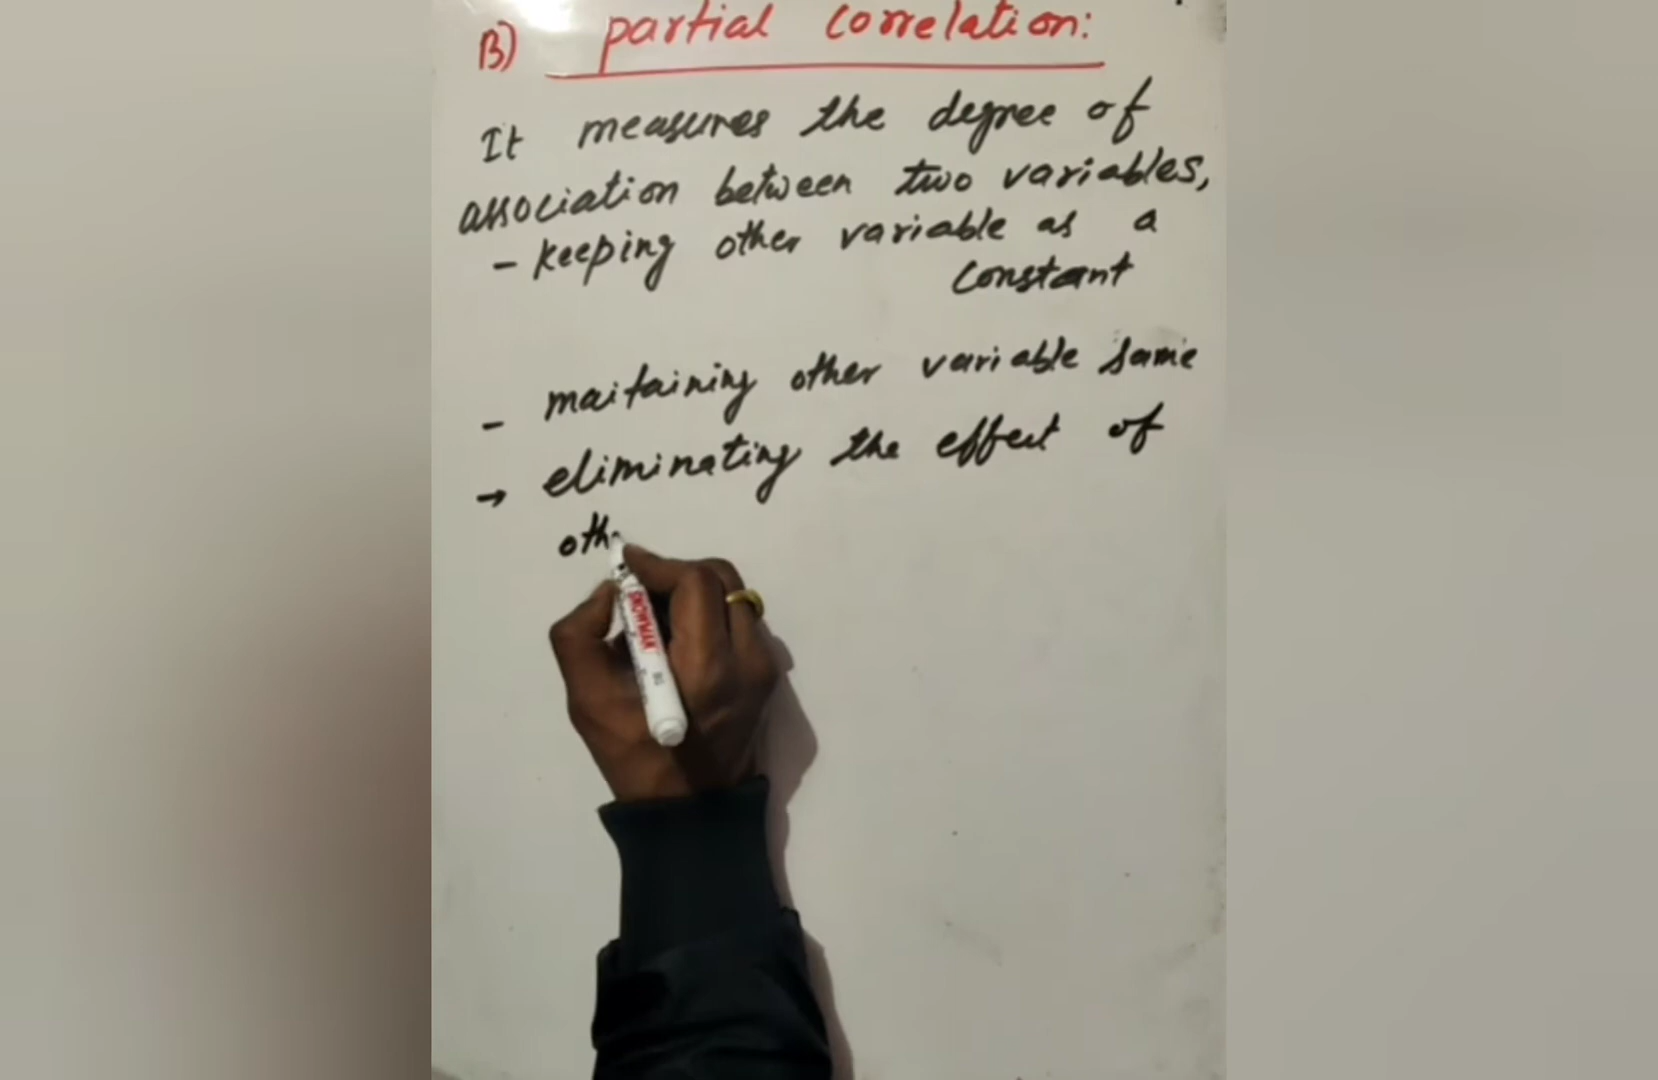 B) partial correlation:
It measures the degree of
association between two variables,
- keeping other variable as a
constant
- maitaining other variable same
→ eliminating the effect of
oth
SNOWMAN